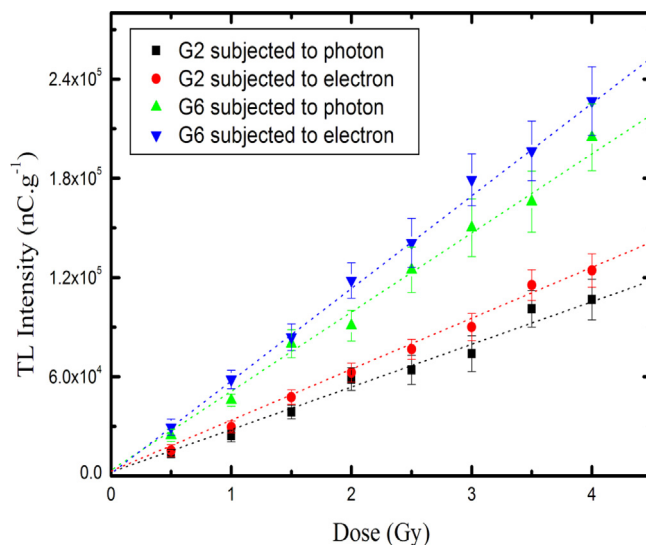 G2 subjected to photon
G2 subjected to electron
G6 subjected to photon
G6 subjected to electron
TL Intensity (nC.g⁻¹)
2.4x10⁵
1.8x10⁵
1.2x10⁵
6.0x10⁴
0.0
0 1 2 3 4
Dose (Gy)